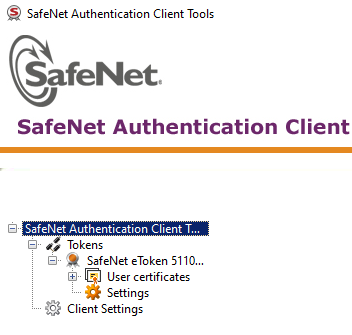 SafeNet Authentication Client Tools
SafeNet.
SafeNet Authentication Client
SafeNet Authentication Client T...
Tokens
SafeNet eToken 5110...
User certificates
Settings
Client Settings